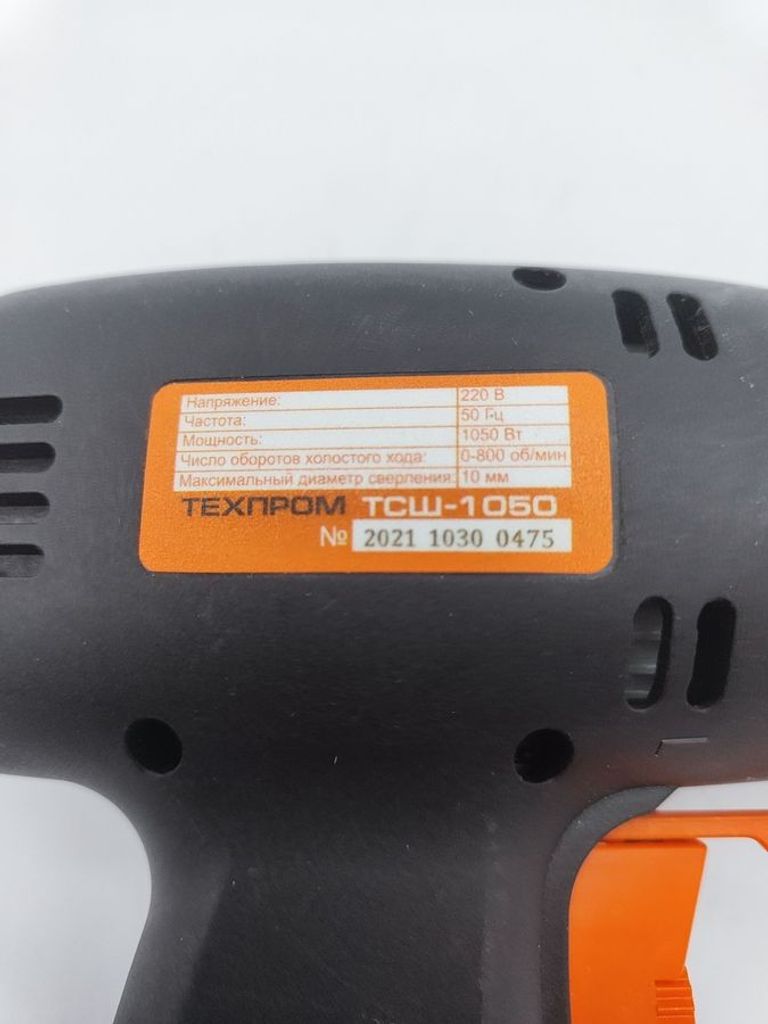 Напряжение: 220 В
Частота: 50 Гц
Мощность: 1050 Вт
Число оборотов холостого хода: 0-800 об/мин
Максимальный диаметр сверления: 10 мм
ТЕХПРОМ ТСШ-1050
№ 2021 1030 0475